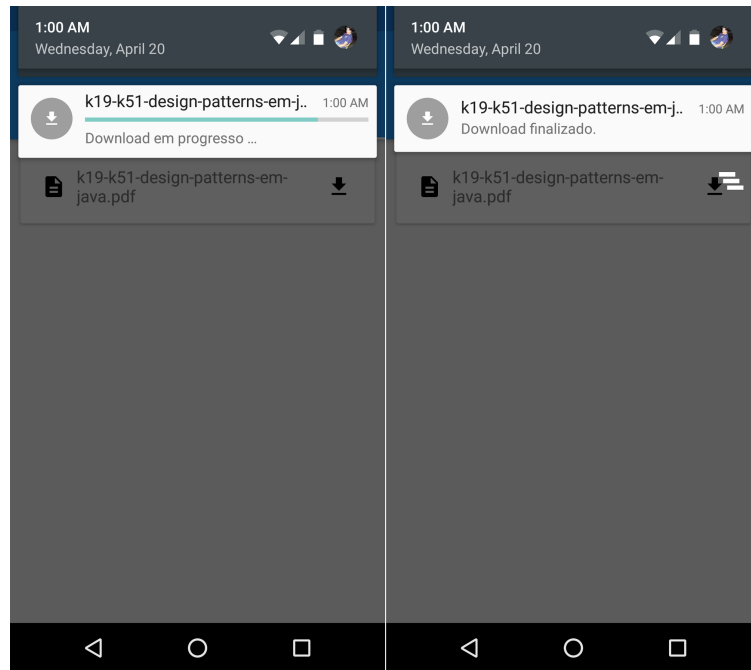 1:00 AM
Wednesday, April 20
k19-k51-design-patterns-em-j.. 1:00 AM
Download em progresso ...
k19-k51-design-patterns-em-
java.pdf
1:00 AM
Wednesday, April 20
k19-k51-design-patterns-em-j.. 1:00 AM
Download finalizado.
k19-k51-design-patterns-em-
java.pdf